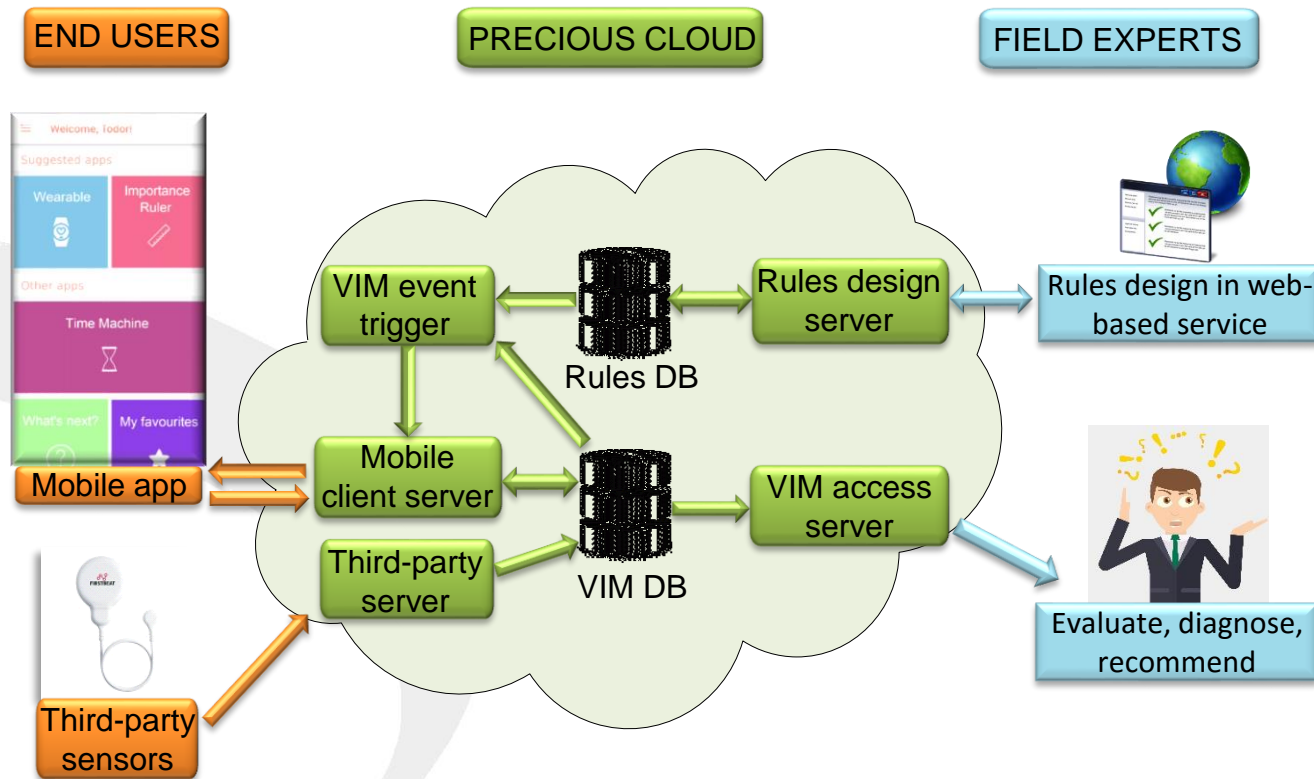 END USERS
PRECIOUS CLOUD
FIELD EXPERTS
Welcome, Todor!
Suggested apps
Wearable
Importance
Ruler
Other apps
Time Machine
What's next?
My favourites
Mobile app
FIRSTBEAT
Third-party
sensors
VIM event
trigger
Rules DB
Rules design
server
Mobile
client server
Third-party
server
VIM DB
VIM access
server
Rules design in web-
based service
Evaluate, diagnose,
recommend